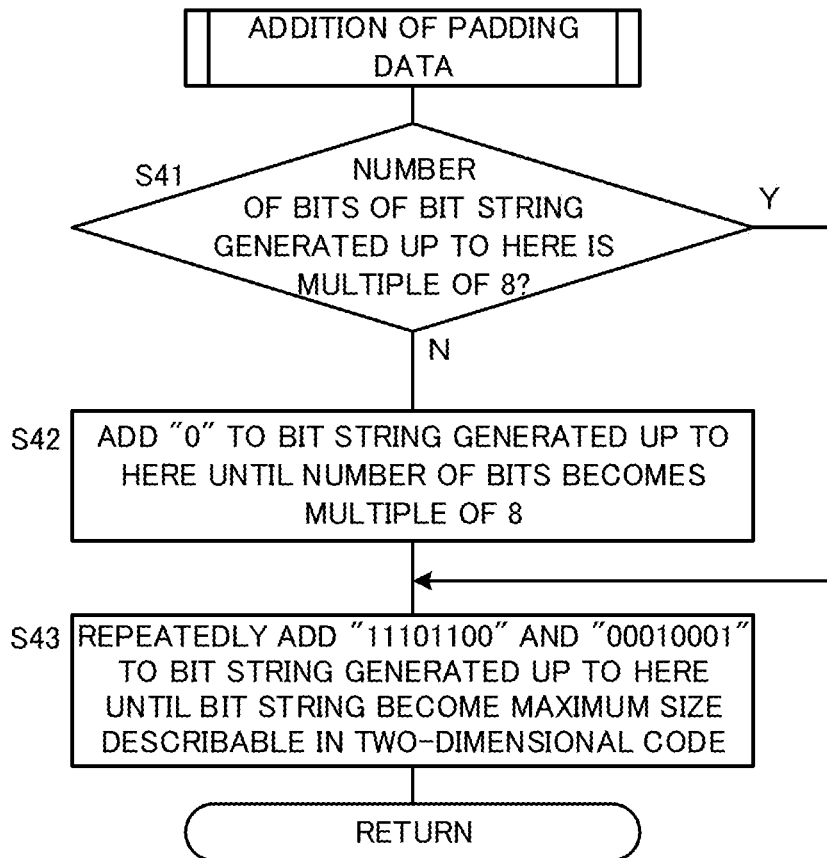 ADDITION OF PADDING
DATA
S41
NUMBER
OF BITS OF BIT STRING
GENERATED UP TO HERE IS
MULTIPLE OF 8?
Y
N
S42
ADD "0" TO BIT STRING GENERATED UP TO
HERE UNTIL NUMBER OF BITS BECOMES
MULTIPLE OF 8
S43
REPEATEDLY ADD "11101100" AND "00010001"
TO BIT STRING GENERATED UP TO HERE
UNTIL BIT STRING BECOME MAXIMUM SIZE
DESCRIBABLE IN TWO-DIMENSIONAL CODE
RETURN